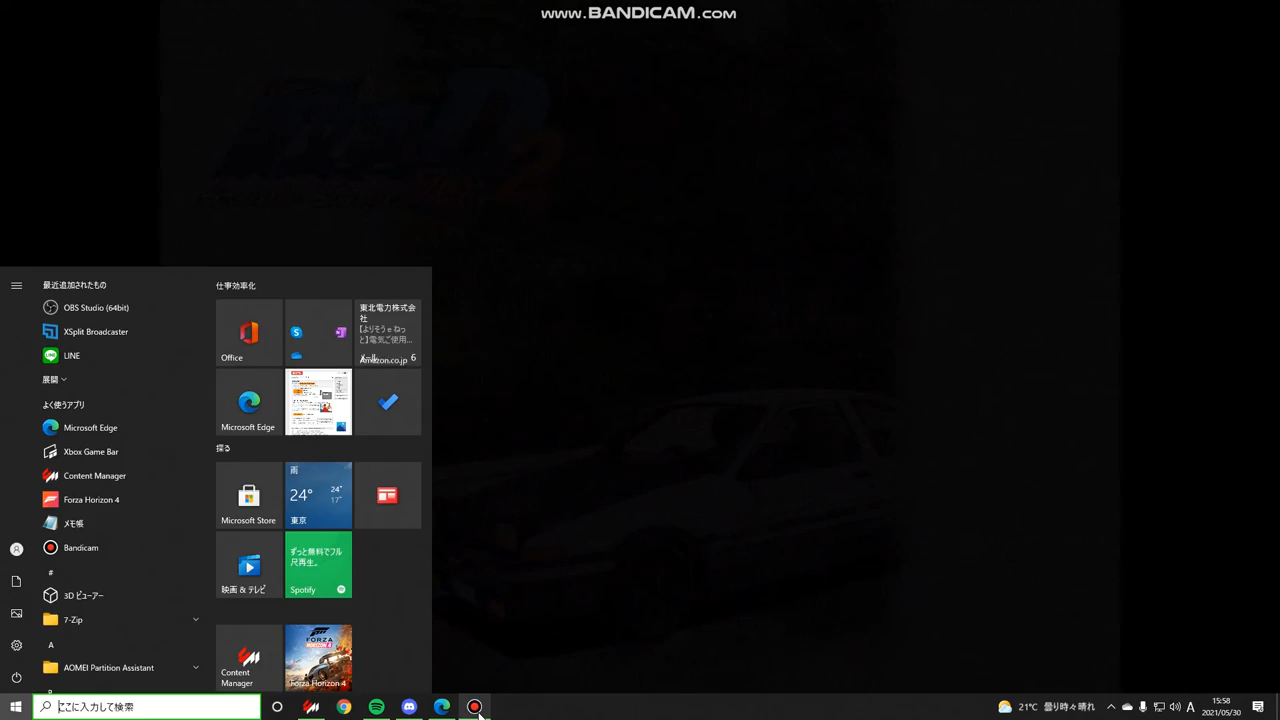 www.BANDICAM.com
最近追加されたもの
OBS Studio (64bit)
XSplit Broadcaster
LINE
展開
よく使うアプリ
Microsoft Edge
Xbox Game Bar
Content Manager
Forza Horizon 4
メモ帳
Bandicam
#
3D ビューアー
7-Zip
A
AOMEI Partition Assistant
仕事効率化
Office
東北電力株式会
社
【よりそうｅねっ
と】電気ご使用...
メール 6
Amazon.co.jp
Microsoft Edge
探る
Microsoft Store
雨
24°
24°
17°
東京
映画 & テレビ
ずっと無料でフル
尺再生。
Spotify
Content
Manager
FORZA
HORIZON 4
Forza Horizon 4
ここに入力して検索
21°C 曇り時々晴れ
A
15:58
2021/05/30